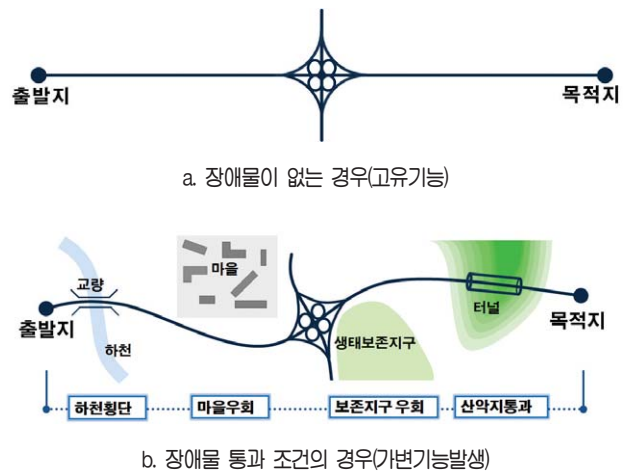 출발지
목적지
a. 장애물이 없는 경우(고유기능)
마을
교량
터널
출발지
목적지
하천
생태보존지구
하천횡단
마을우회
보존지구 우회
산악지통과
b. 장애물 통과 조건의 경우(가변기능발생)